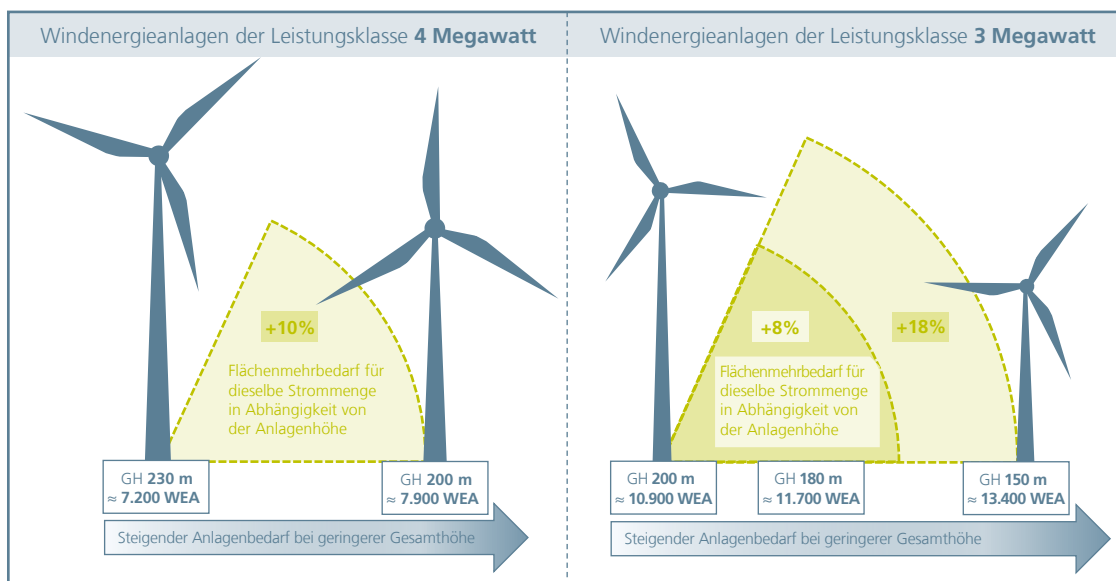 Windenergieanlagen der Leistungsklasse 4 Megawatt
+10%
Flächenmehrbedarf für
dieselbe Strommenge
in Abhängigkeit von
der Anlagenhöhe
GH 230 m
≈ 7.200 WEA
GH 200 m
≈ 7.900 WEA
Steigender Anlagenbedarf bei geringerer Gesamthöhe
Windenergieanlagen der Leistungsklasse 3 Megawatt
+8%
+18%
Flächenmehrbedarf für
dieselbe Strommenge
in Abhängigkeit von
der Anlagenhöhe
GH 200 m
≈ 10.900 WEA
GH 180 m
≈ 11.700 WEA
GH 150 m
≈ 13.400 WEA
Steigender Anlagenbedarf bei geringerer Gesamthöhe